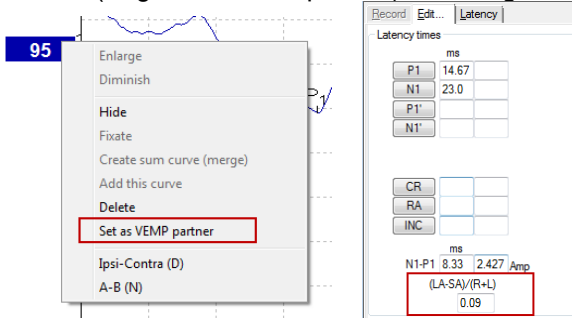 95
P1
Enlarge
Diminish
Hide
Fixate
Create sum curve (merge)
Add this curve
Delete
Set as VEMP partner
Ipsi-Contra (D)
A-B (N)
Record Edit... Latency
Latency times
ms
P1 14.67
N1 23.0
P1'
N1'
CR
RA
INC
ms
N1-P1 8.33 2.427 Amp
(LA-SA)/(R+L)
0.09